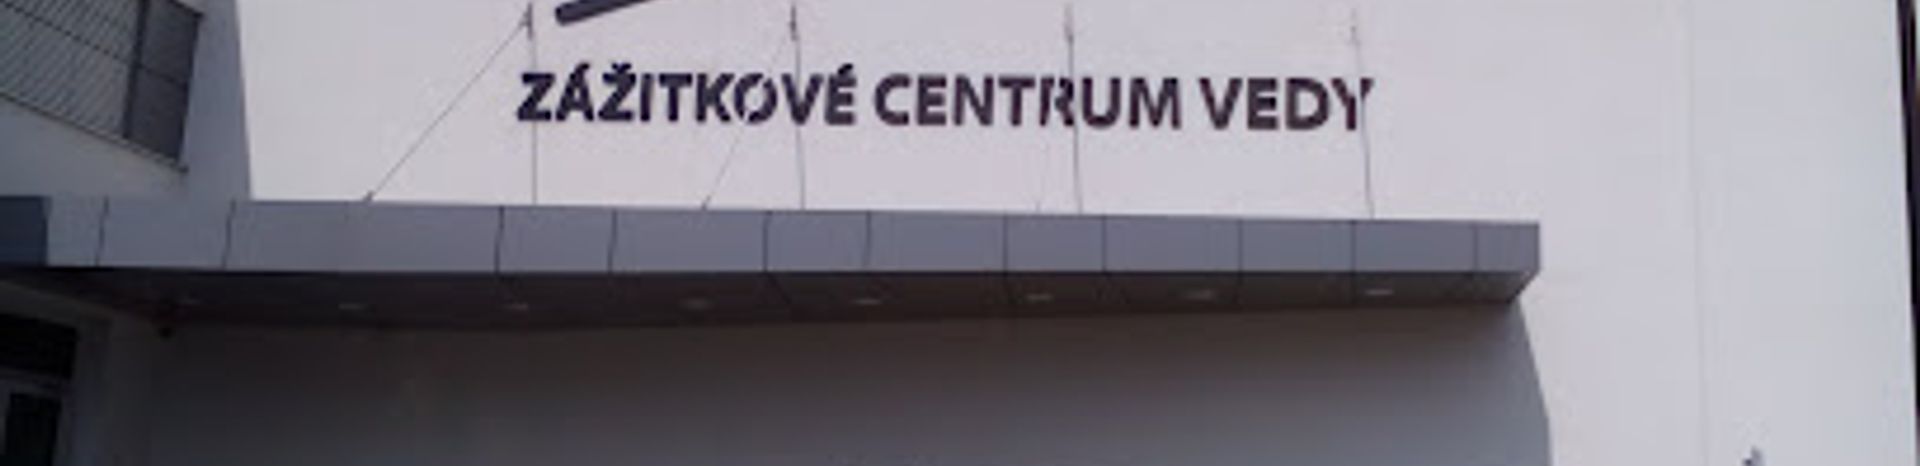 ZÁŽITKOVÉ CENTRUM VEDY